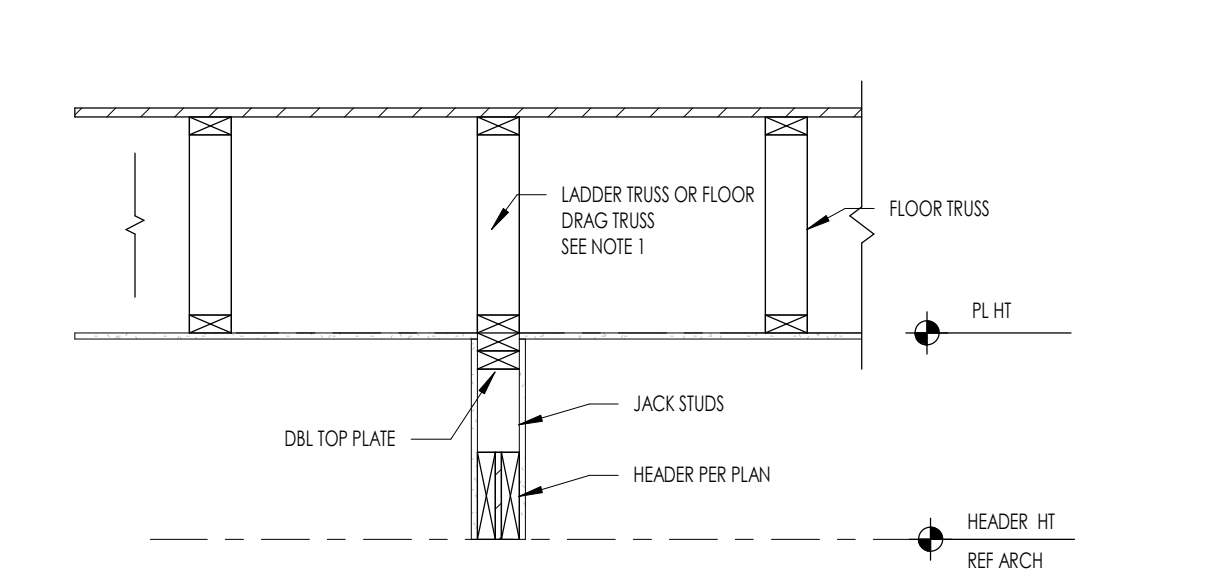 LADDER TRUSS OR FLOOR
DRAG TRUSS
SEE NOTE 1
FLOOR TRUSS
PL HT
JACK STUDS
DBL TOP PLATE
HEADER PER PLAN
HEADER HT
REF ARCH